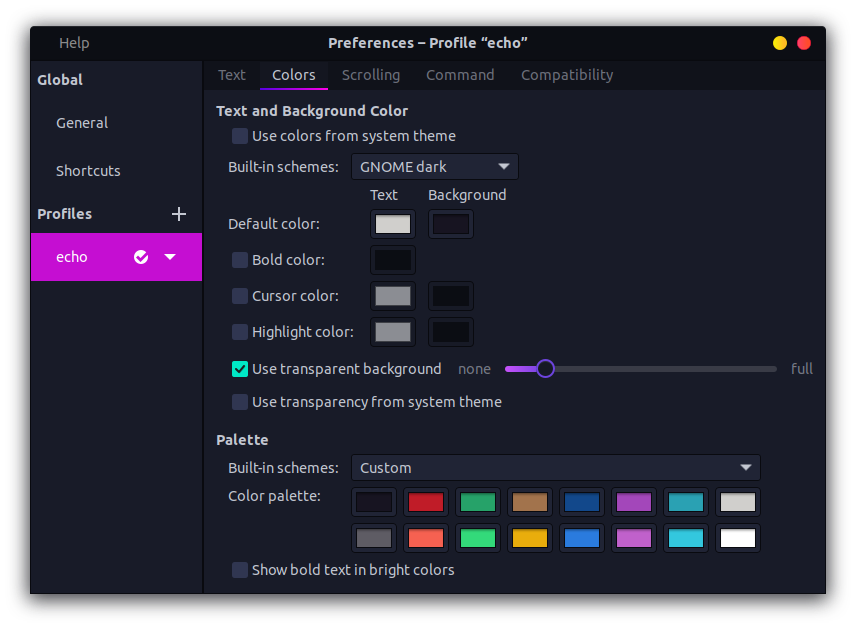 Help
Preferences – Profile “echo”
Global
General
Shortcuts
Profiles
echo
Text Colors Scrolling Command Compatibility
Text and Background Color
Use colors from system theme
Built-in schemes: GNOME dark
Text Background
Default color:
Bold color:
Cursor color:
Highlight color:
Use transparent background none full
Use transparency from system theme
Palette
Built-in schemes: Custom
Color palette:
Show bold text in bright colors